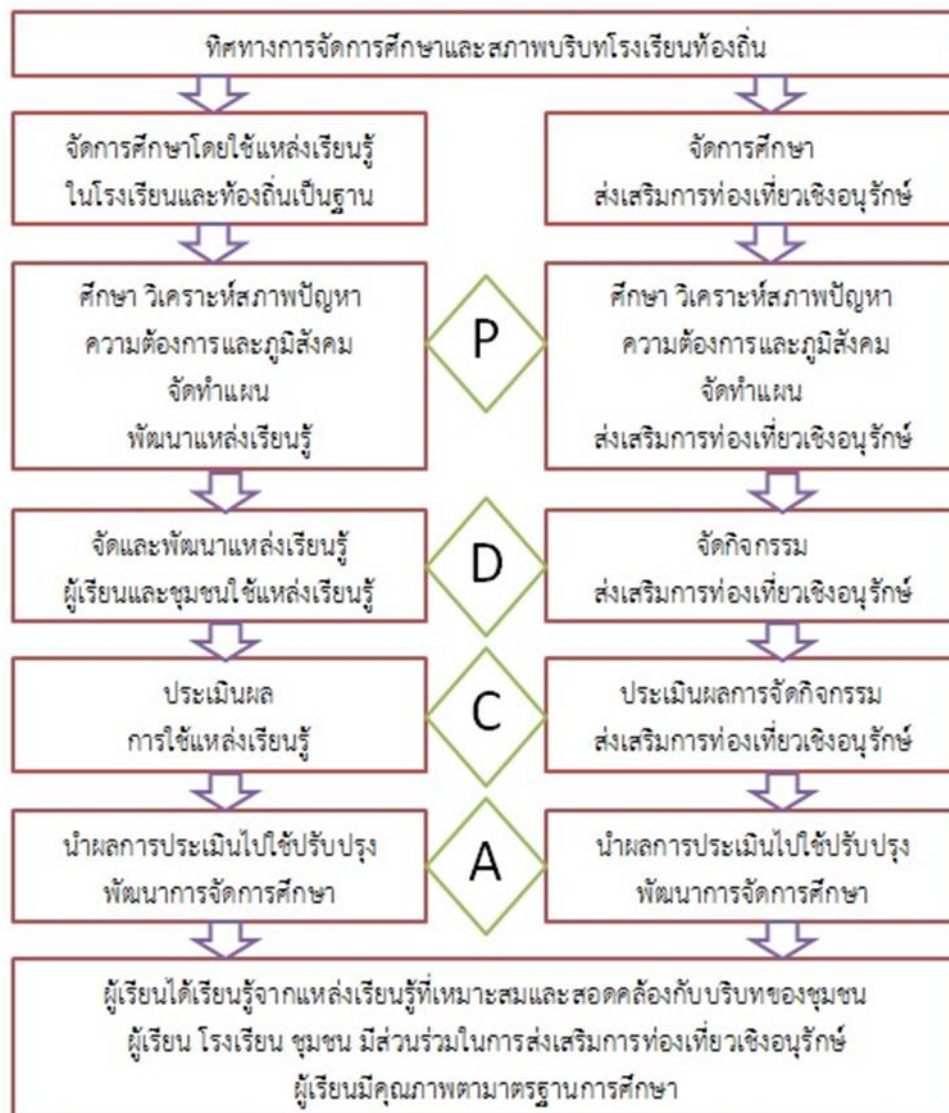 ทิศทางการจัดการศึกษาและสภาพบริบทโรงเรียนท้องถิ่น
จัดการศึกษาโดยใช้แหล่งเรียนรู้
ในโรงเรียนและท้องถิ่นเป็นฐาน
จัดการศึกษา
ส่งเสริมการท่องเที่ยวเชิงอนุรักษ์
ศึกษา วิเคราะห์สภาพปัญหา
ความต้องการและภูมิสังคม
จัดทำแผน
พัฒนาแหล่งเรียนรู้
P
ศึกษา วิเคราะห์สภาพปัญหา
ความต้องการและภูมิสังคม
จัดทำแผน
ส่งเสริมการท่องเที่ยวเชิงอนุรักษ์
จัดและพัฒนาแหล่งเรียนรู้
ผู้เรียนและชุมชนใช้แหล่งเรียนรู้
D
จัดกิจกรรม
ส่งเสริมการท่องเที่ยวเชิงอนุรักษ์
ประเมินผล
การใช้แหล่งเรียนรู้
C
ประเมินผลการจัดกิจกรรม
ส่งเสริมการท่องเที่ยวเชิงอนุรักษ์
นำผลการประเมินไปใช้ปรับปรุง
พัฒนาการจัดการศึกษา
A
นำผลการประเมินไปใช้ปรับปรุง
พัฒนาการจัดการศึกษา
ผู้เรียนได้เรียนรู้จากแหล่งเรียนรู้ที่เหมาะสมและสอดคล้องกับบริบทของชุมชน
ผู้เรียน โรงเรียน ชุมชน มีส่วนร่วมในการส่งเสริมการท่องเที่ยวเชิงอนุรักษ์
ผู้เรียนมีคุณภาพตามาตรฐานการศึกษา